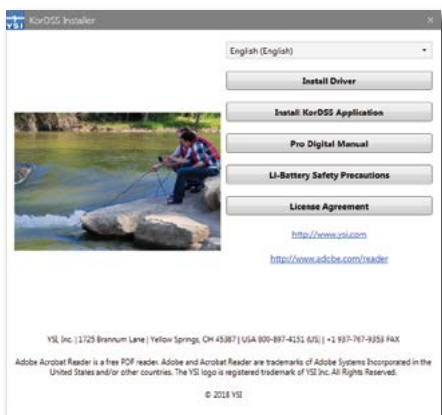 YSI
KorDSS Installer
English (English)
Install Driver
Install KorDSS Application
Pro Digital Manual
Li-Battery Safety Precautions
License Agreement
http://www.ysi.com
http://www.adobe.com/reader
YSI, Inc. | 1725 Brannum Lane | Yellow Springs, OH 45387 | USA 800-897-4151 (US) | +1 937-767-9353 FAX
Adobe Acrobat Reader is a free PDF reader. Adobe and Acrobat Reader are trademarks of Adobe Systems Incorporated in the
United States and/or other countries. The YSI logo is registered trademark of YSI Inc. All Rights Reserved.
© 2018 YSI